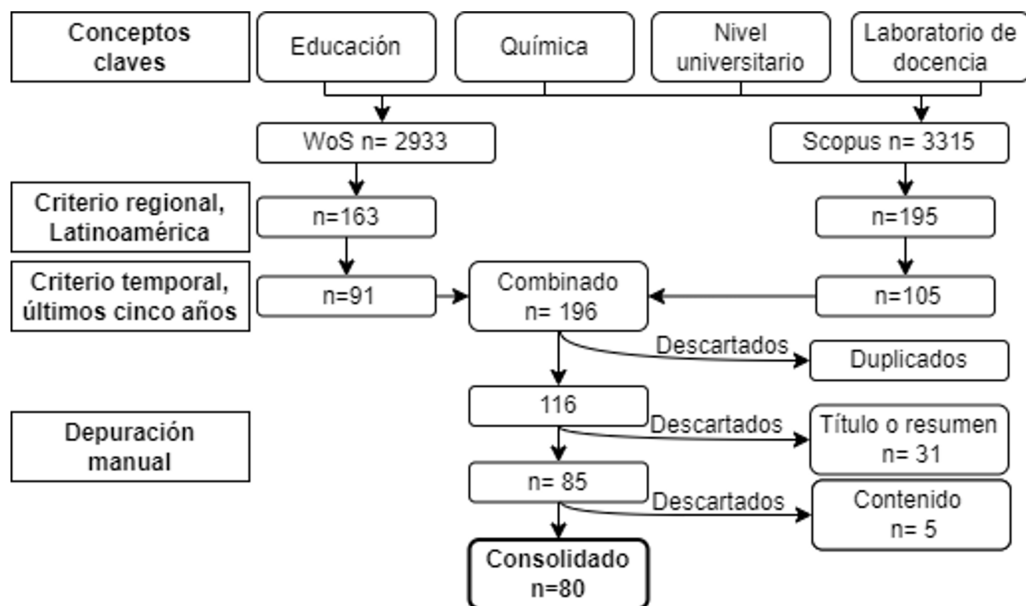 Conceptos
claves
Educación
Química
Nivel
universitario
Laboratorio de
docencia
WoS n= 2933
Scopus n= 3315
Criterio regional,
Latinoamérica
n=163
n=195
Criterio temporal,
últimos cinco años
n=91
Combinado
n= 196
n=105
Descartados
Duplicados
116
Depuración
manual
Descartados
Título o resumen
n= 31
n= 85
Descartados
Contenido
n= 5
Consolidado
n=80